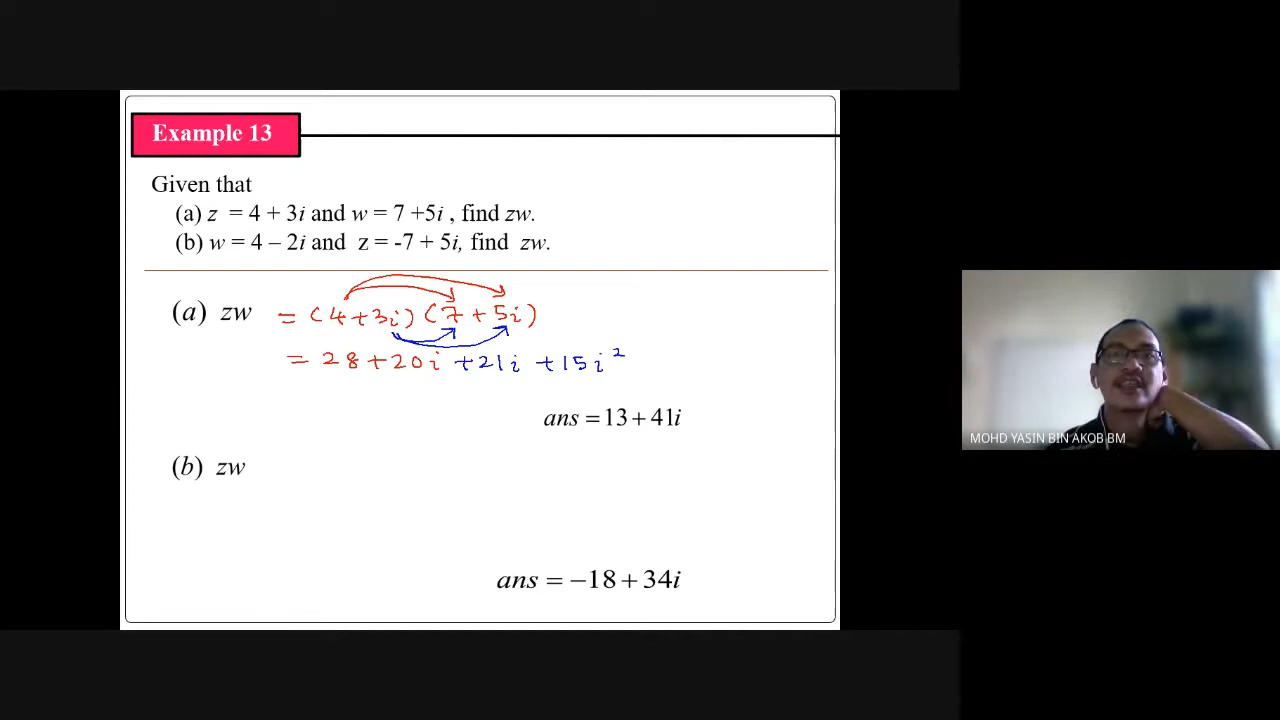 Example 13
Given that
(a) z = 4 + 3i and w = 7 +5i , find zw.
(b) w = 4 – 2i and z = -7 + 5i, find zw.
(a) zw = (4+3i) (7 + 5i)
= 28 + 20i +21i +15i²
ans = 13 + 41i
(b) zw
ans = −18 + 34i
MOHD YASIN BIN AKOB BM